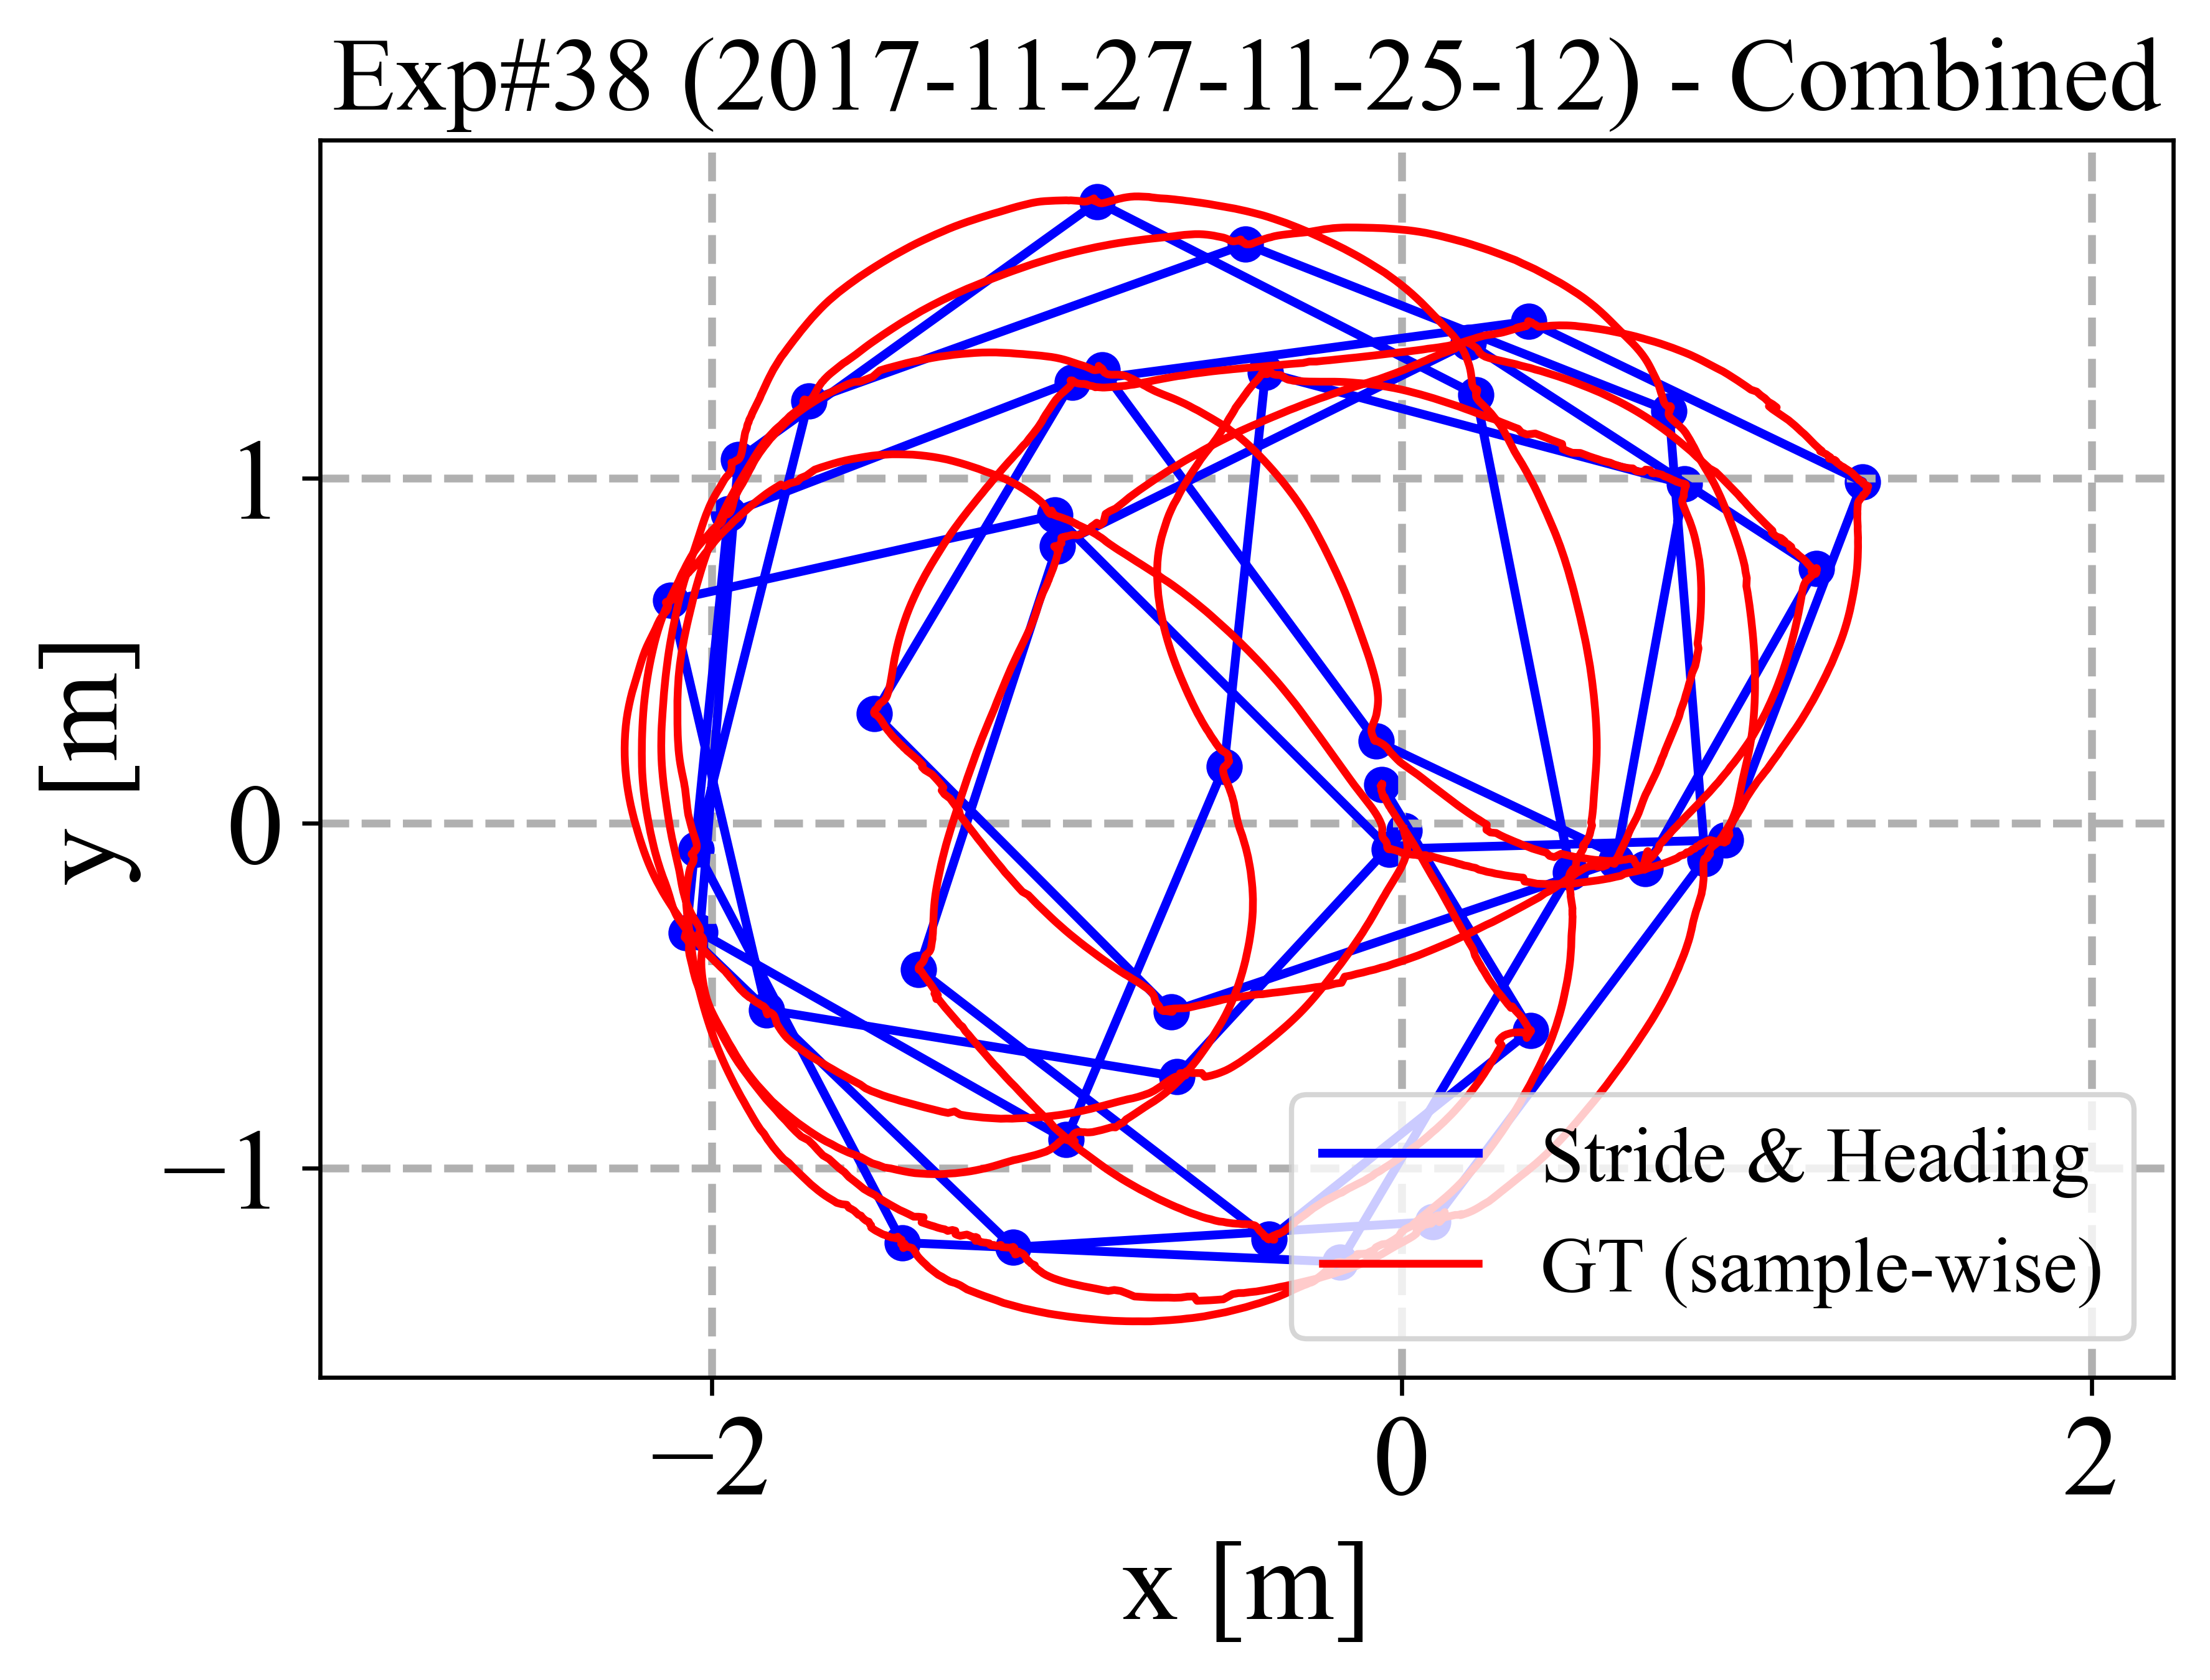 Exp#38 (2017-11-27-11-25-12) - Combined
y [m]
1
0
−1
Stride & Heading
GT (sample-wise)
−2
0
2
x [m]